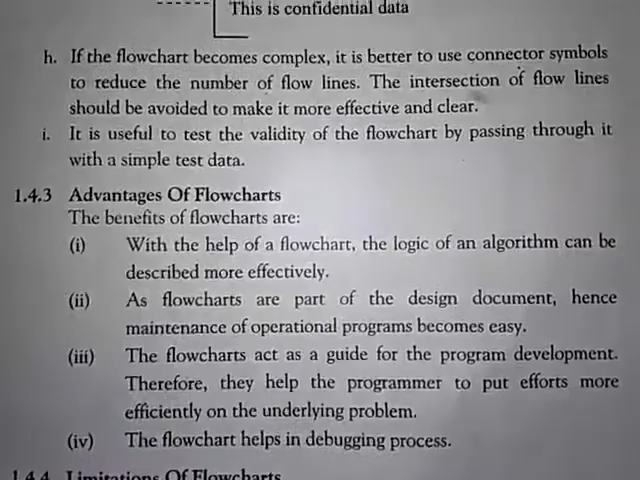 This is confidential data
h. If the flowchart becomes complex, it is better to use connector symbols
to reduce the number of flow lines. The intersection of flow lines
should be avoided to make it more effective and clear.
i. It is useful to test the validity of the flowchart by passing through it
with a simple test data.
1.4.3 Advantages Of Flowcharts
The benefits of flowcharts are:
(i) With the help of a flowchart, the logic of an algorithm can be
described more effectively.
(ii) As flowcharts are part of the design document, hence
maintenance of operational programs becomes easy.
(iii) The flowcharts act as a guide for the program development.
Therefore, they help the programmer to put efforts more
efficiently on the underlying problem.
(iv) The flowchart helps in debugging process.
1.4.4 Limitations Of Flowcharts